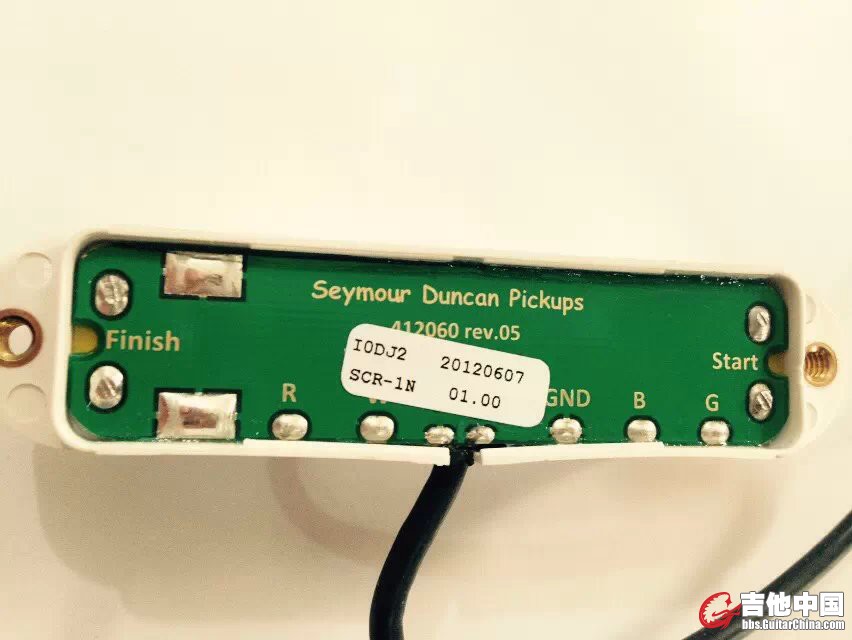 Seymour Duncan Pickups
412060 rev.05
Finish
Start
I0DJ2 20120607
SCR-1N 01.00
R
GND B G
吉他中国
bbs.GuitarChina.com